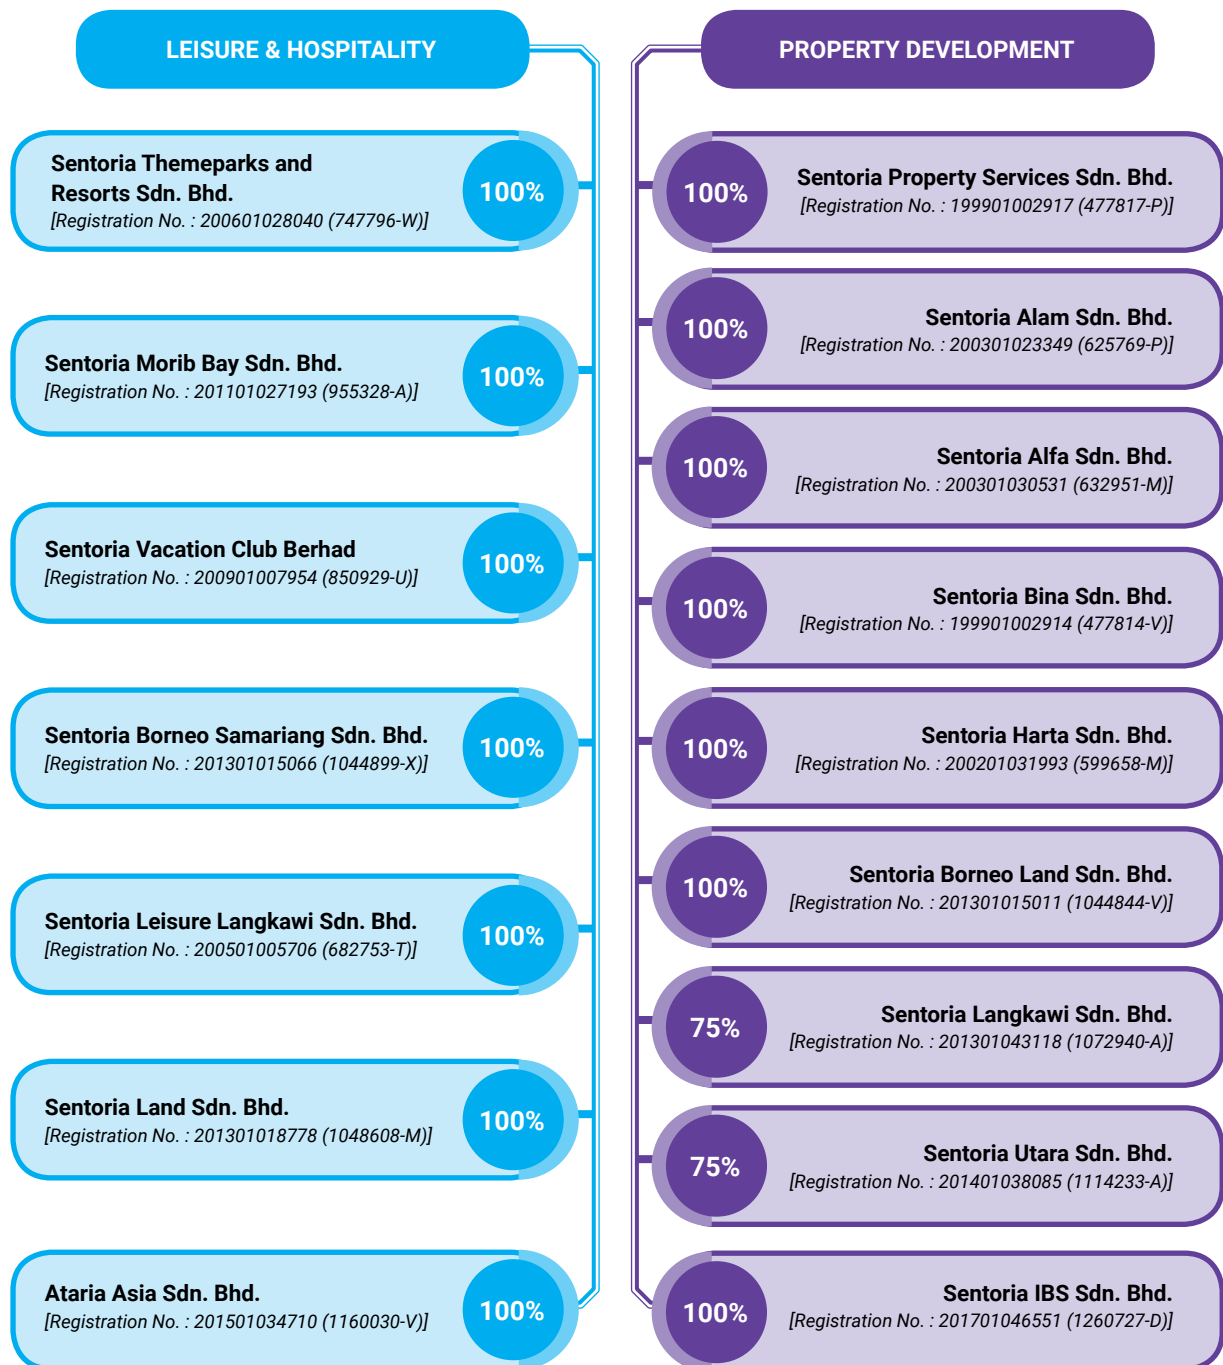 LEISURE & HOSPITALITY
Sentoria Themeparks and
Resorts Sdn. Bhd.
[Registration No. : 200601028040 (747796-W)]
100%
Sentoria Morib Bay Sdn. Bhd.
[Registration No. : 201101027193 (955328-A)]
100%
Sentoria Vacation Club Berhad
[Registration No. : 200901007954 (850929-U)]
100%
Sentoria Borneo Samariang Sdn. Bhd.
[Registration No. : 201301015066 (1044899-X)]
100%
Sentoria Leisure Langkawi Sdn. Bhd.
[Registration No. : 200501005706 (682753-T)]
100%
Sentoria Land Sdn. Bhd.
[Registration No. : 201301018778 (1048608-M)]
100%
Ataria Asia Sdn. Bhd.
[Registration No. : 201501034710 (1160030-V)]
100%
PROPERTY DEVELOPMENT
100%
Sentoria Property Services Sdn. Bhd.
[Registration No. : 199901002917 (477817-P)]
100%
Sentoria Alam Sdn. Bhd.
[Registration No. : 200301023349 (625769-P)]
100%
Sentoria Alfa Sdn. Bhd.
[Registration No. : 200301030531 (632951-M)]
100%
Sentoria Bina Sdn. Bhd.
[Registration No. : 199901002914 (477814-V)]
100%
Sentoria Harta Sdn. Bhd.
[Registration No. : 200201031993 (599658-M)]
100%
Sentoria Borneo Land Sdn. Bhd.
[Registration No. : 201301015011 (1044844-V)]
75%
Sentoria Langkawi Sdn. Bhd.
[Registration No. : 201301043118 (1072940-A)]
75%
Sentoria Utara Sdn. Bhd.
[Registration No. : 201401038085 (1114233-A)]
100%
Sentoria IBS Sdn. Bhd.
[Registration No. : 201701046551 (1260727-D)]